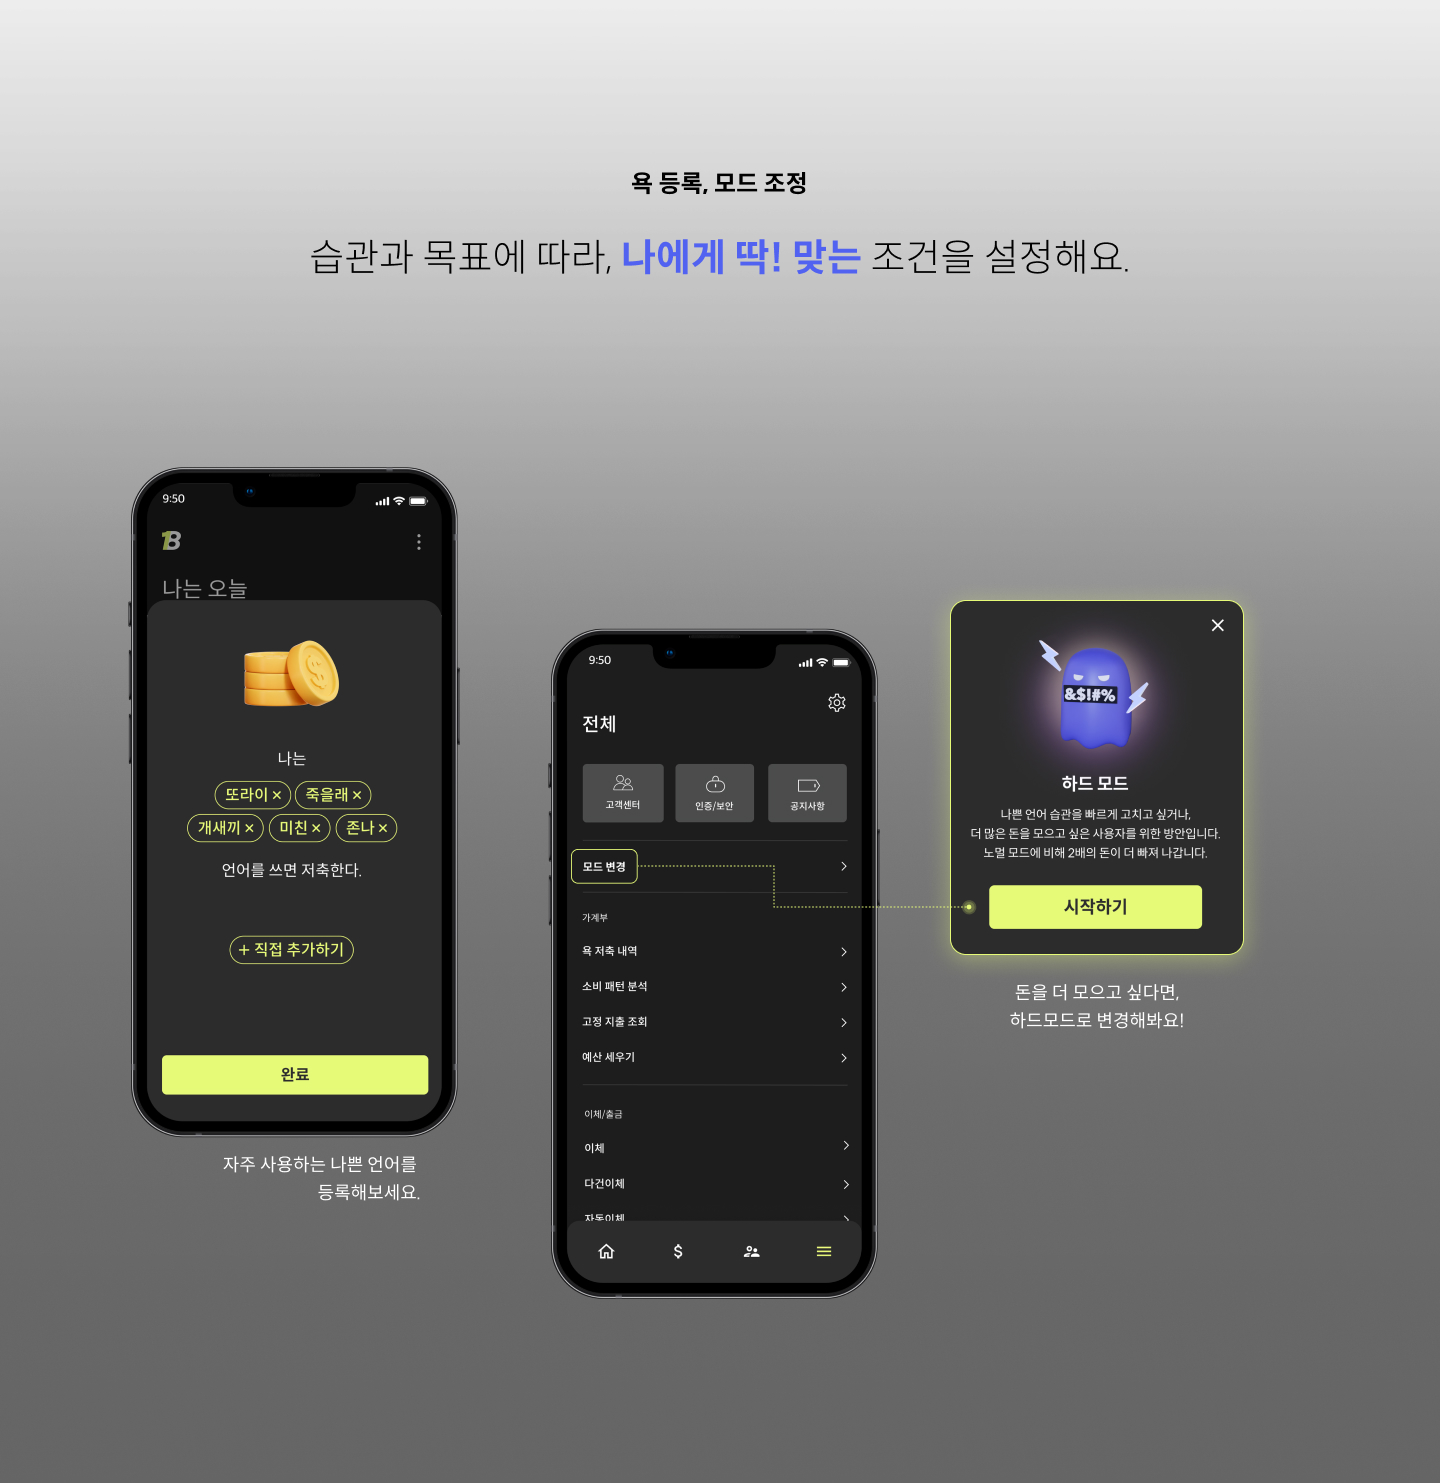 욕 등록, 모드 조정
습관과 목표에 따라, 나에게 딱! 맞는 조건을 설정해요.
9:50
1B
나는 오늘
나는
또라이 × 죽을래 ×
개새끼 × 미친 × 존나 ×
언어를 쓰면 저축한다.
+ 직접 추가하기
완료
자주 사용하는 나쁜 언어를
등록해보세요.
9:50
전체
고객센터 인증/보안 공지사항
모드 변경
가계부
욕 저축 내역
소비 패턴 분석
고정 지출 조회
예산 세우기
이체/출금
이체
다건이체
자동이체
&$!#%
하드 모드
나쁜 언어 습관을 빠르게 고치고 싶거나,
더 많은 돈을 모으고 싶은 사용자를 위한 방안입니다.
노멀 모드에 비해 2배의 돈이 더 빠져 나갑니다.
시작하기
돈을 더 모으고 싶다면,
하드모드로 변경해봐요!